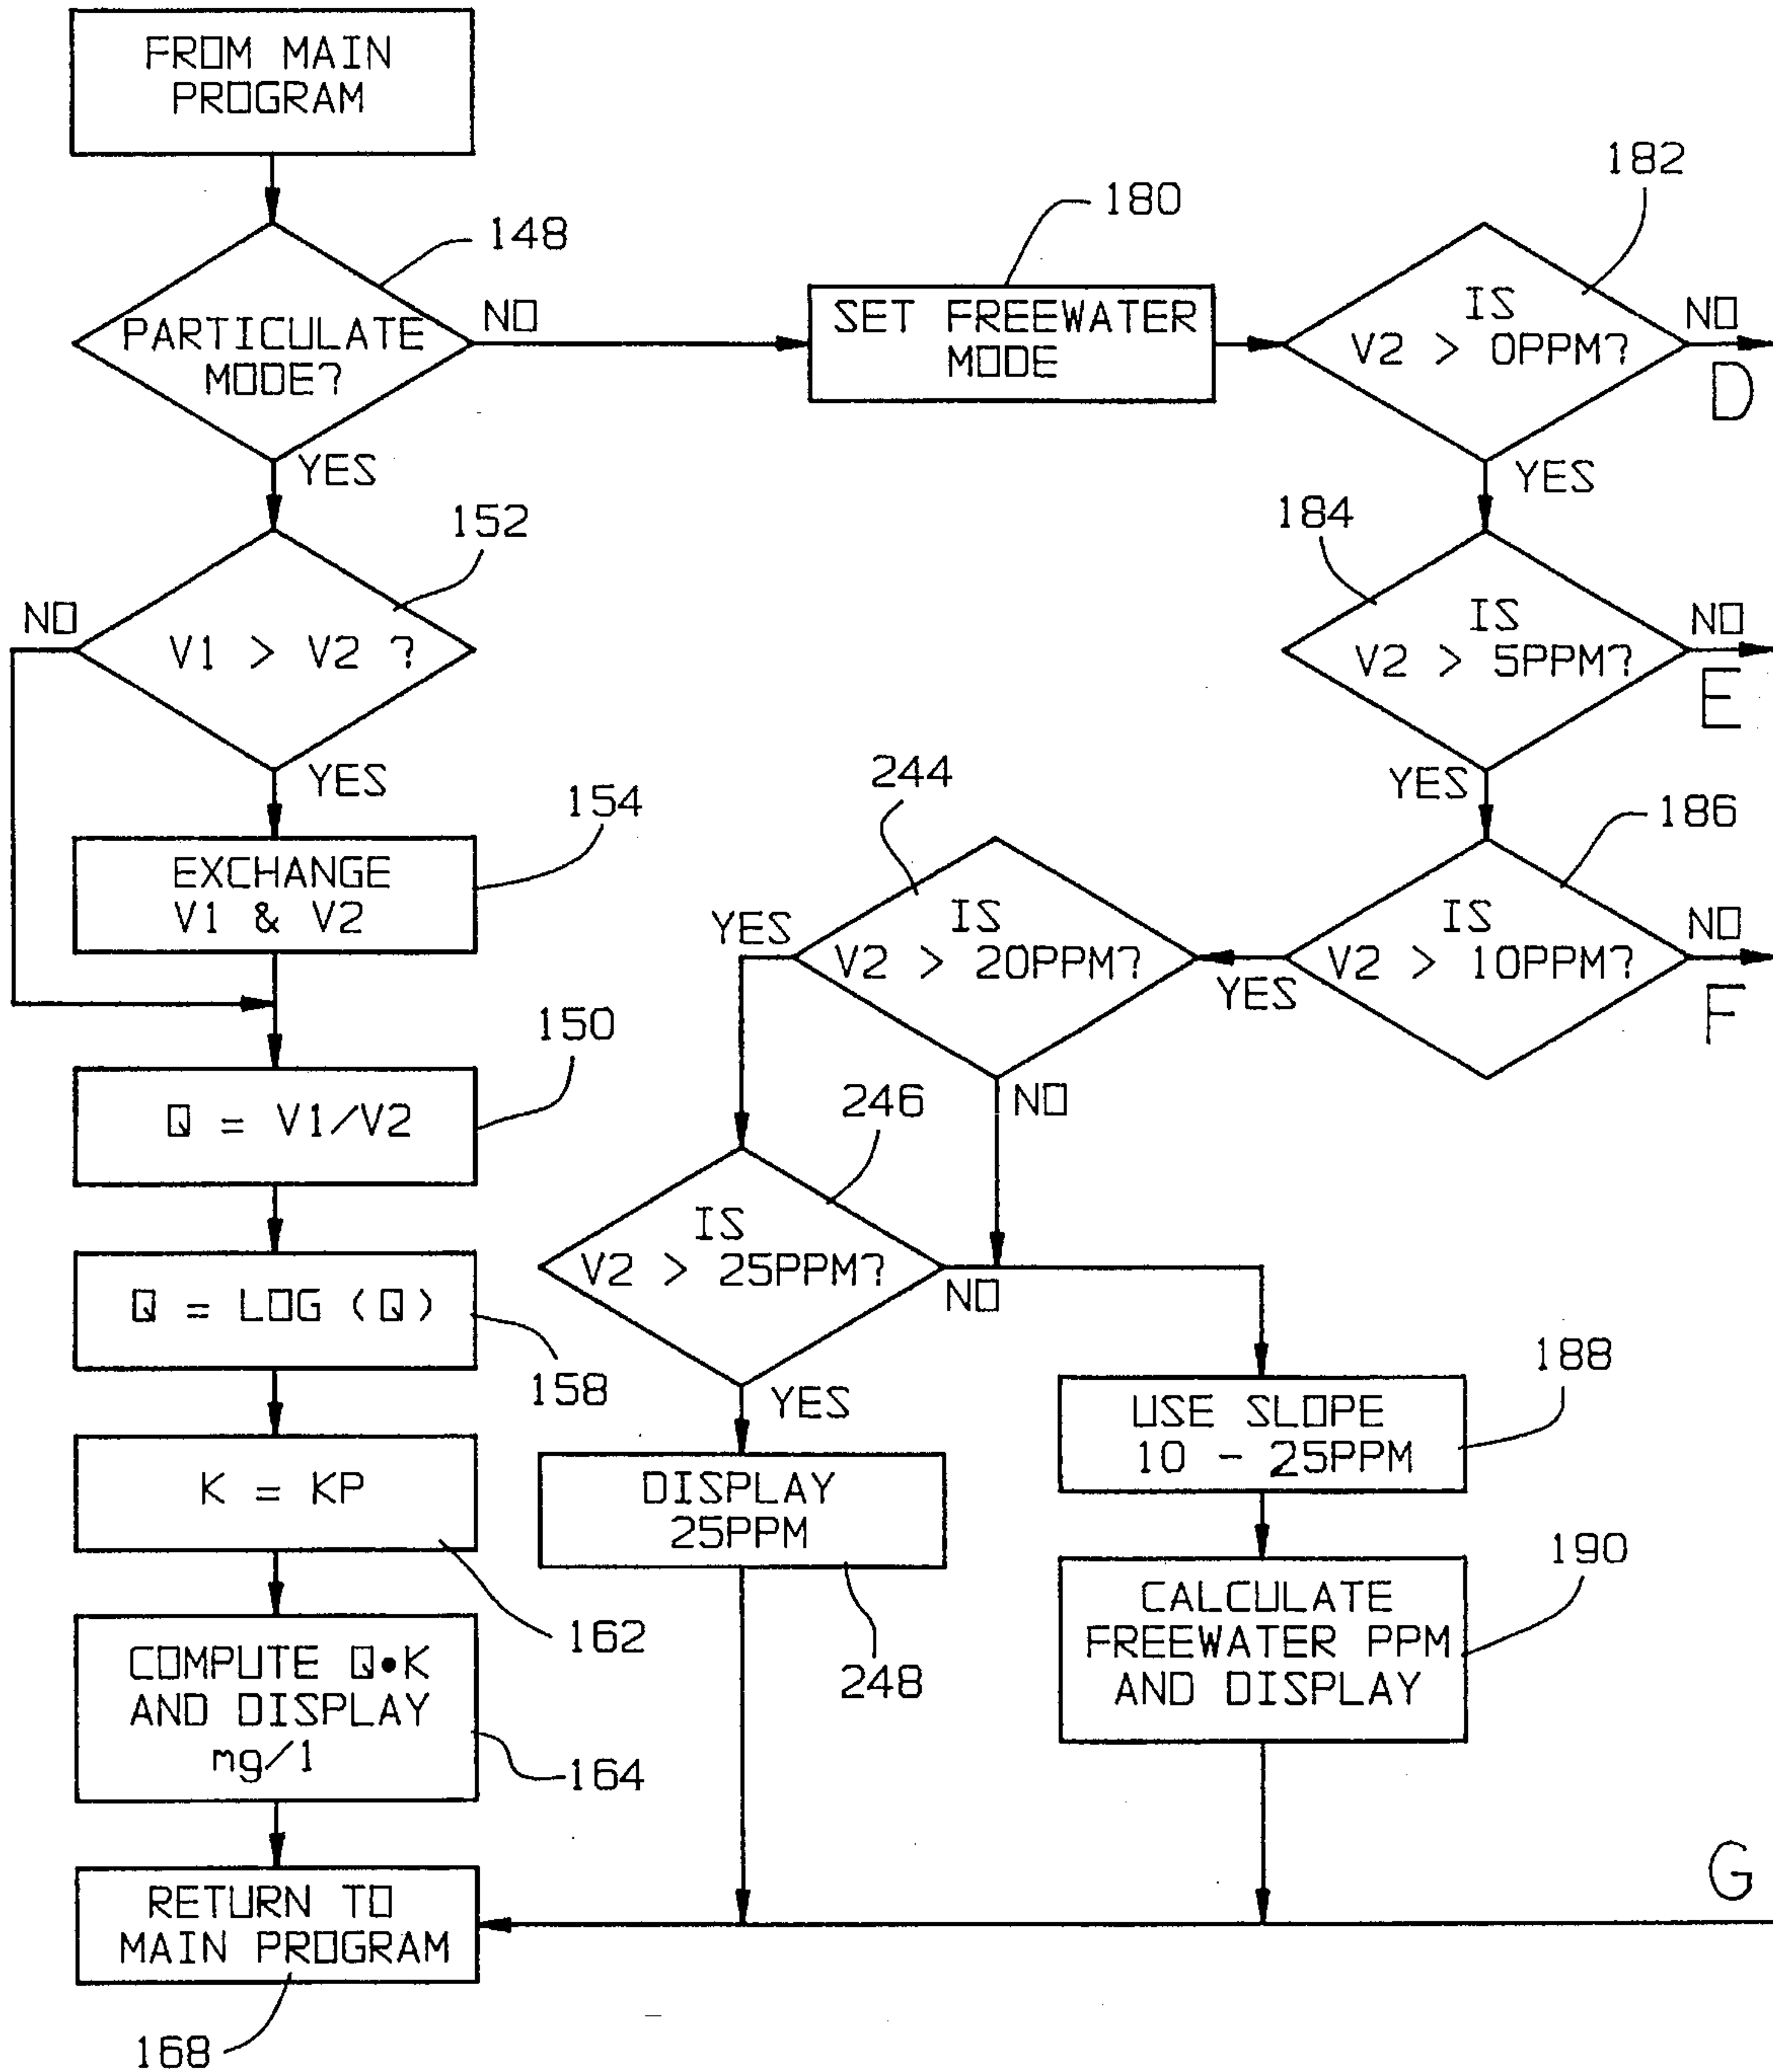 FROM MAIN
PROGRAM
148
PARTICULATE
MODE?
NO
YES
180
SET FREEWATER
MODE
182
IS
V2 > 0PPM?
NO
D
YES
152
V1 > V2 ?
NO
YES
184
IS
V2 > 5PPM?
NO
E
YES
154
EXCHANGE
V1 & V2
244
IS
V2 > 20PPM?
YES
NO
186
IS
V2 > 10PPM?
NO
F
YES
150
Q = V1/V2
246
IS
V2 > 25PPM?
NO
YES
Q = LOG (Q)
158
188
USE SLOPE
10 - 25PPM
K = KP
162
DISPLAY
25PPM
248
190
CALCULATE
FREEWATER PPM
AND DISPLAY
COMPUTE Q•K
AND DISPLAY
mg/l
164
G
RETURN TO
MAIN PROGRAM
168